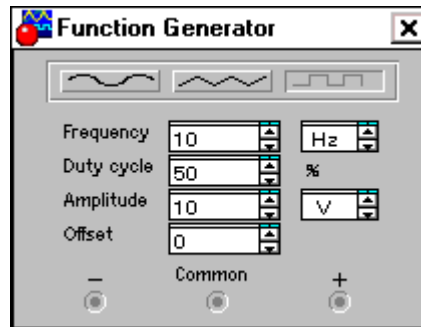 Function Generator
Frequency 10 Hz
Duty cycle 50 %
Amplitude 10 V
Offset 0
− Common +